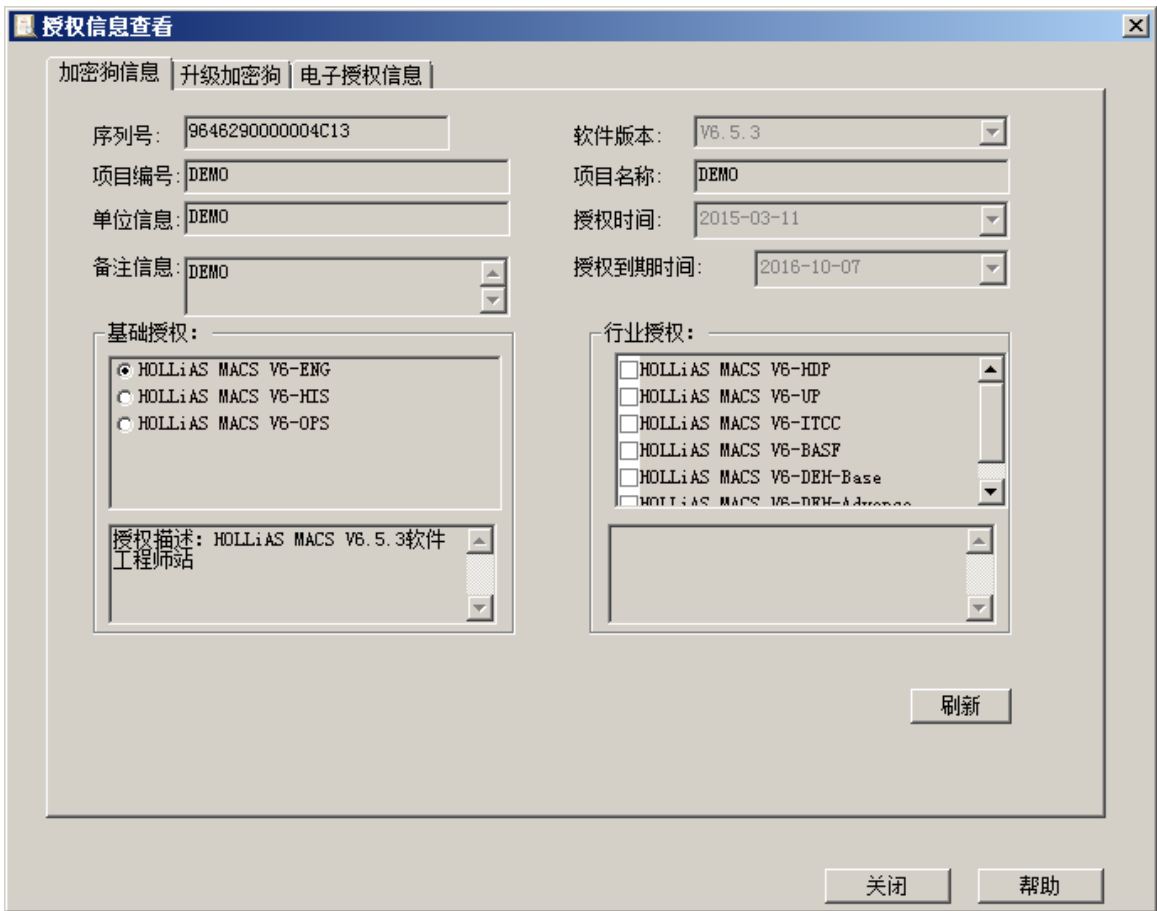 授权信息查看
加密狗信息 升级加密狗 电子授权信息
序列号: 9646290000004C13
软件版本: V6.5.3
项目编号: DEMO
项目名称: DEMO
单位信息: DEMO
授权时间: 2015-03-11
备注信息: DEMO
授权到期时间: 2016-10-07
基础授权:
HOLLiAS MACS V6-ENG
HOLLiAS MACS V6-HIS
HOLLiAS MACS V6-OPS
授权描述: HOLLiAS MACS V6.5.3软件
工程师站
行业授权:
HOLLiAS MACS V6-HDP
HOLLiAS MACS V6-UP
HOLLiAS MACS V6-ITCC
HOLLiAS MACS V6-BASF
HOLLiAS MACS V6-DEH-Base
HOLLiAS MACS V6-DEH-Advance
刷新
关闭 帮助